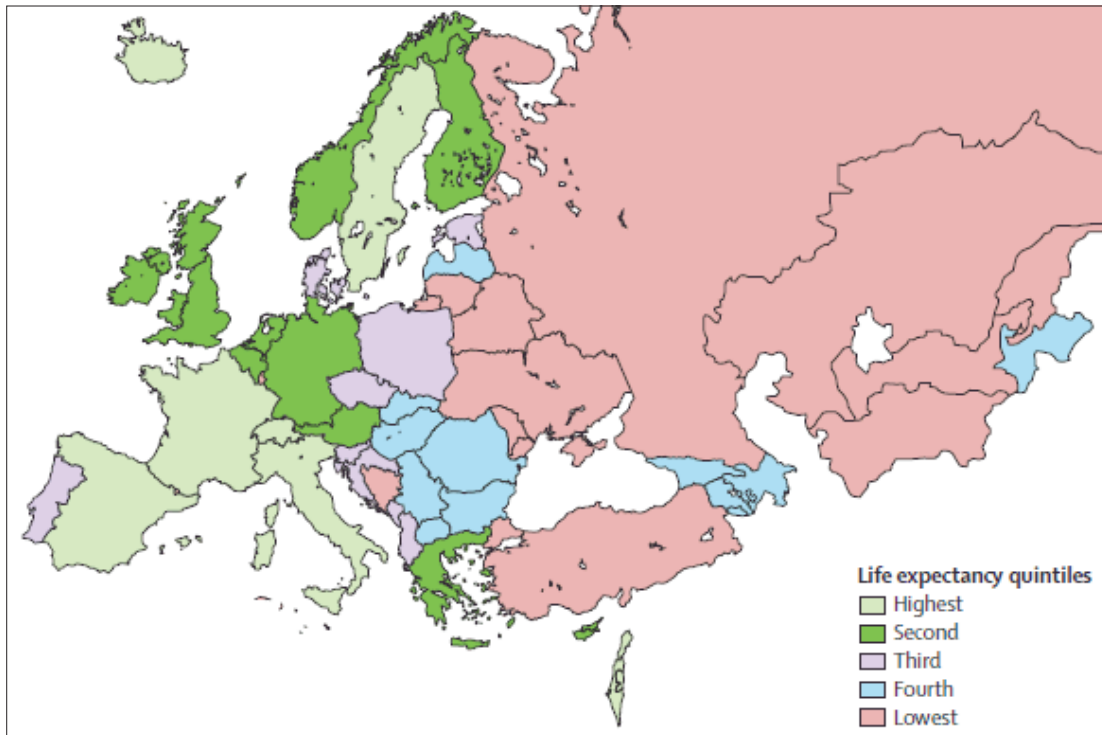 Life expectancy quintiles
Highest
Second
Third
Fourth
Lowest